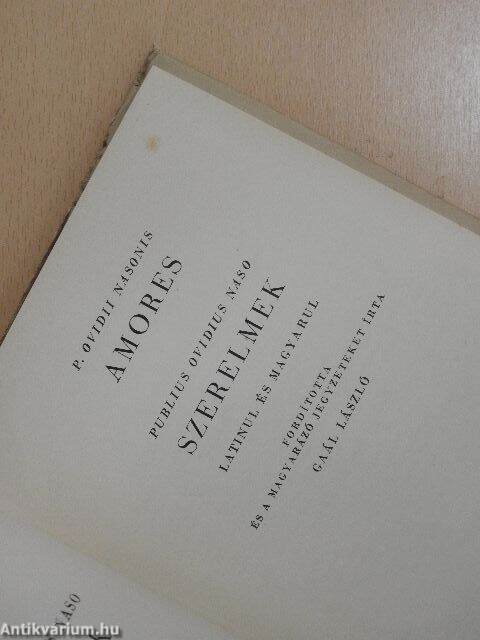 P. OVIDII NASONIS
AMORES
PUBLIUS OVIDIUS NASO
SZERELMEK
LATINUL ÉS MAGYARUL
FORDÍTOTTA
ÉS A MAGYARÁZÓ JEGYZETEKET ÍRTA
GAÁL LÁSZLÓ
NASO
Antikvarium.hu